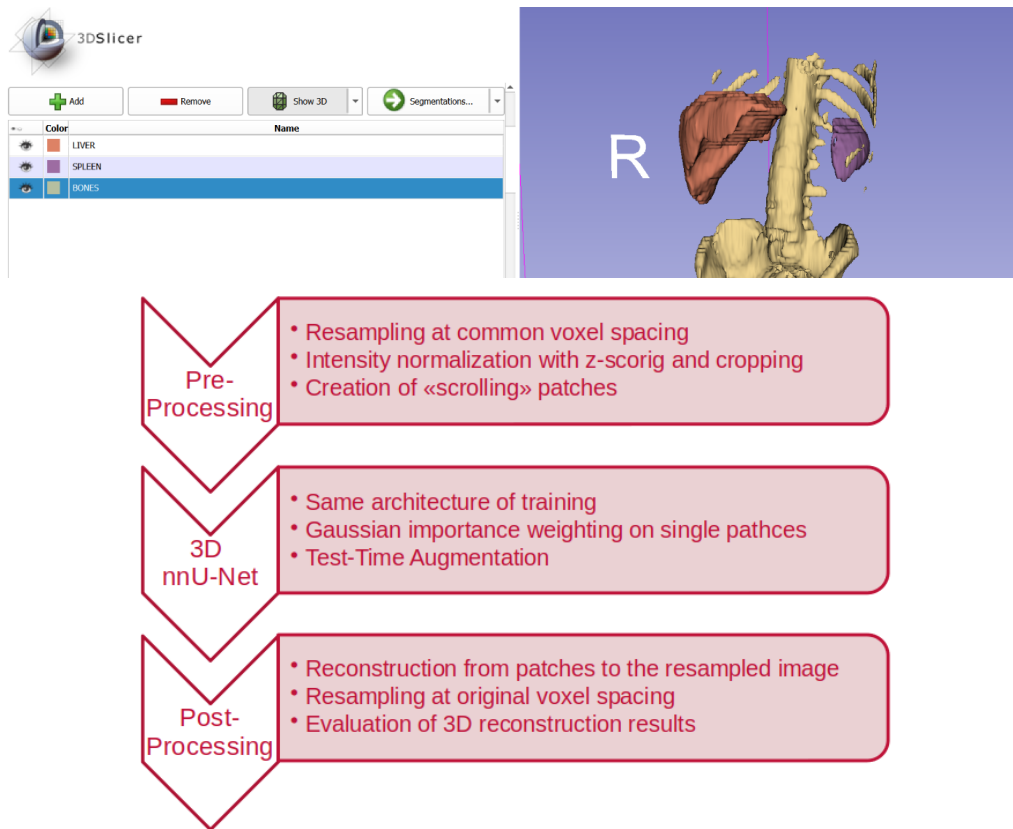 3DSlicer
Add Remove Show 3D Segmentations...
Color Name
LIVER
SPLEEN
BONES
R
Pre-
Processing
• Resampling at common voxel spacing
• Intensity normalization with z-scorig and cropping
• Creation of «scrolling» patches
3D
nnU-Net
• Same architecture of training
• Gaussian importance weighting on single pathces
• Test-Time Augmentation
Post-
Processing
• Reconstruction from patches to the resampled image
• Resampling at original voxel spacing
• Evaluation of 3D reconstruction results